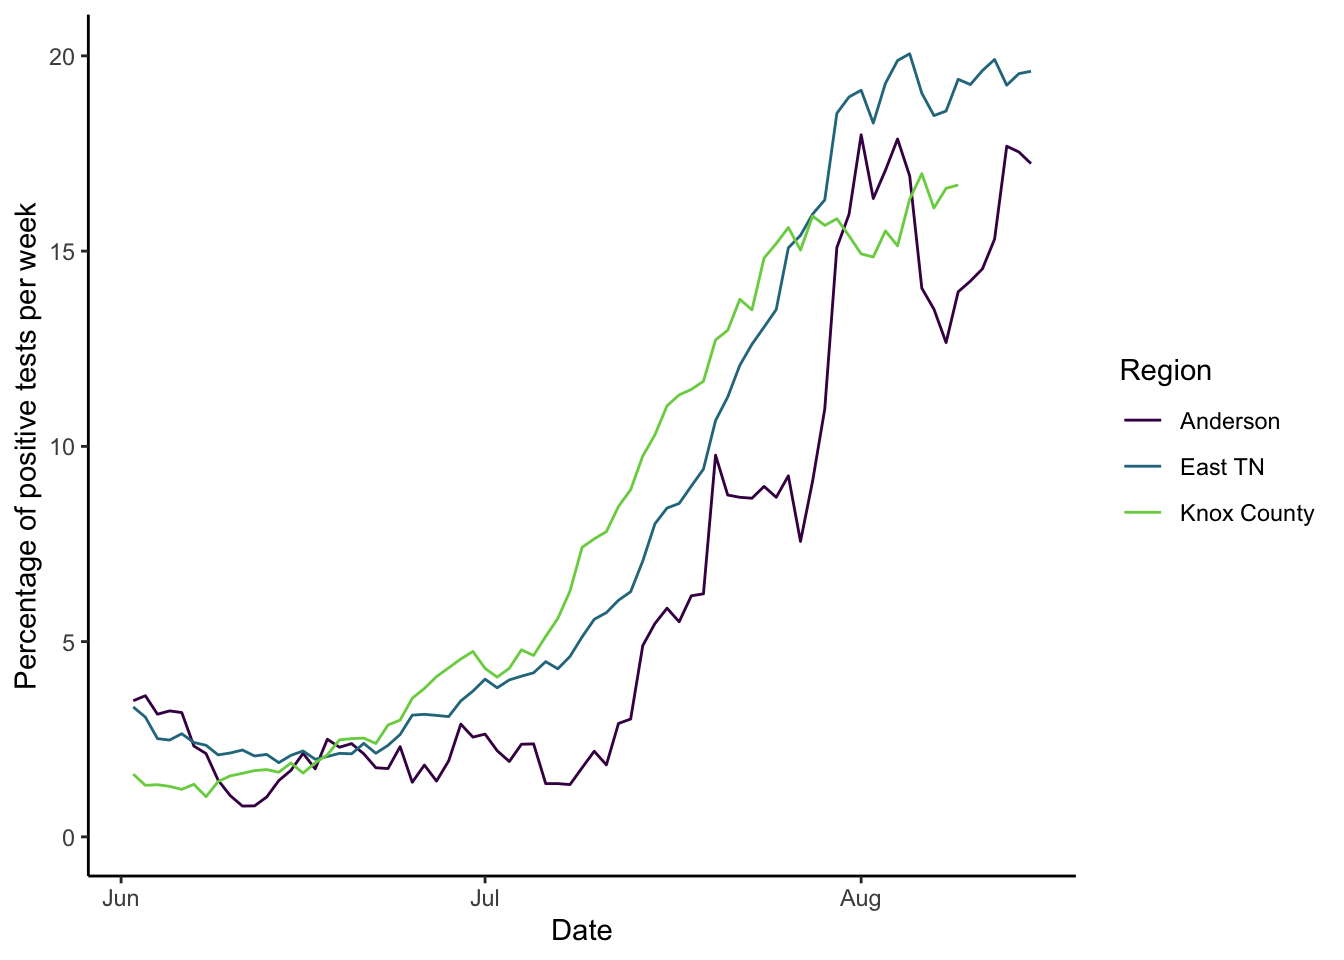 Percentage of positive tests per week
20
15
10
5
0
Jun
Jul
Aug
Date
Region
Anderson
East TN
Knox County